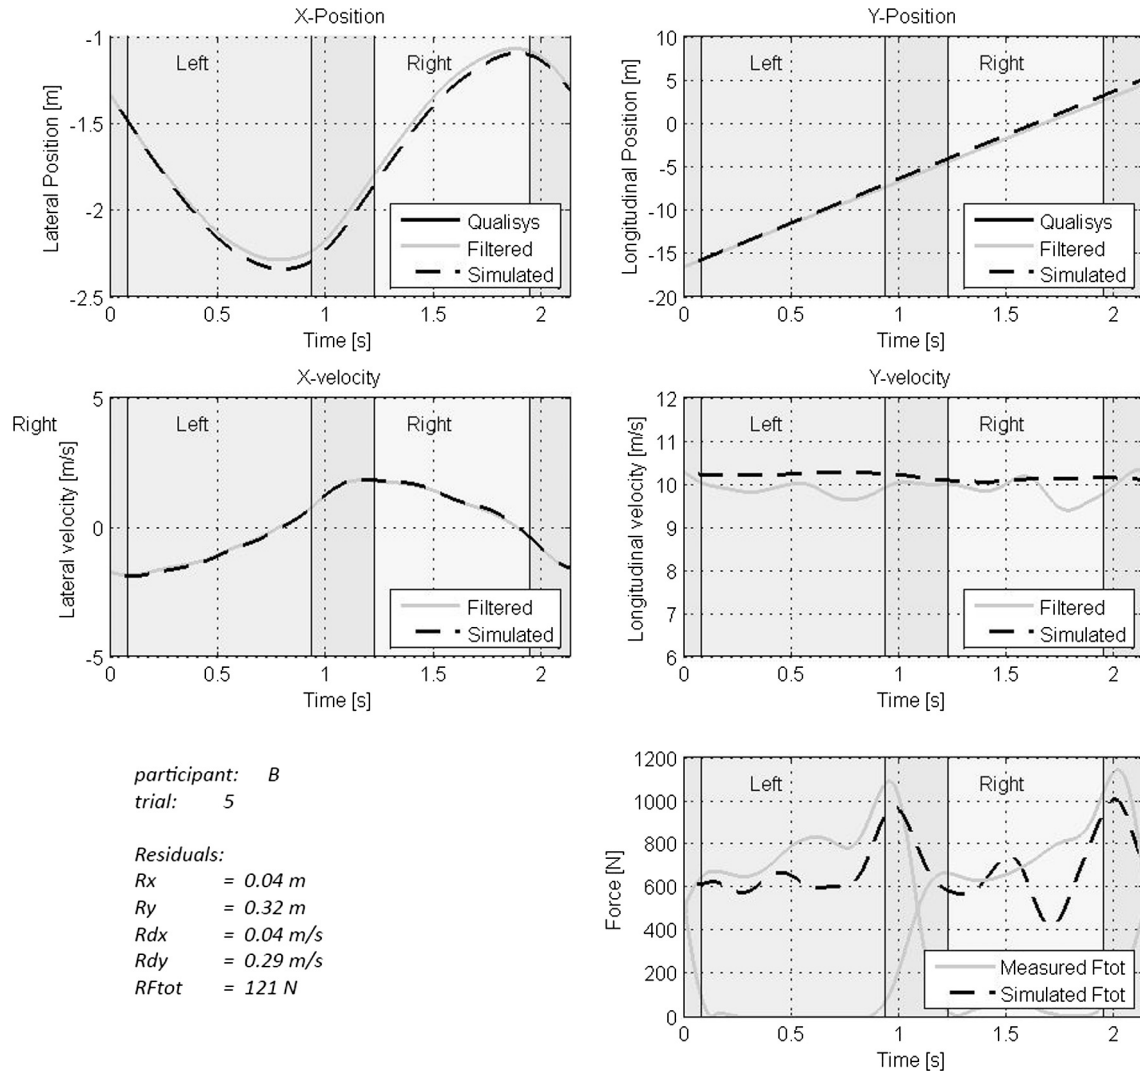 X-Position
-1
-1.5
-2
-2.5
Lateral Position [m]
Left
Right
Qualisys
Filtered
Simulated
0
0.5
1
1.5
2
Time [s]
Y-Position
10
5
0
-5
-10
-15
-20
Longitudinal Position [m]
Left
Right
Qualisys
Filtered
Simulated
0
0.5
1
1.5
2
Time [s]
X-velocity
5
0
-5
Right
Lateral velocity [m/s]
Left
Right
Filtered
Simulated
0
0.5
1
1.5
2
Time [s]
Y-velocity
12
11
10
9
8
7
6
Longitudinal velocity [m/s]
Left
Right
Filtered
Simulated
0
0.5
1
1.5
2
Time [s]
participant: B
trial: 5
Residuals:
Rx = 0.04 m
Ry = 0.32 m
Rdx = 0.04 m/s
Rdy = 0.29 m/s
RFtot = 121 N
1200
1000
800
600
400
200
0
Force [N]
Left
Right
Measured Ftot
Simulated Ftot
0
0.5
1
1.5
2
Time [s]